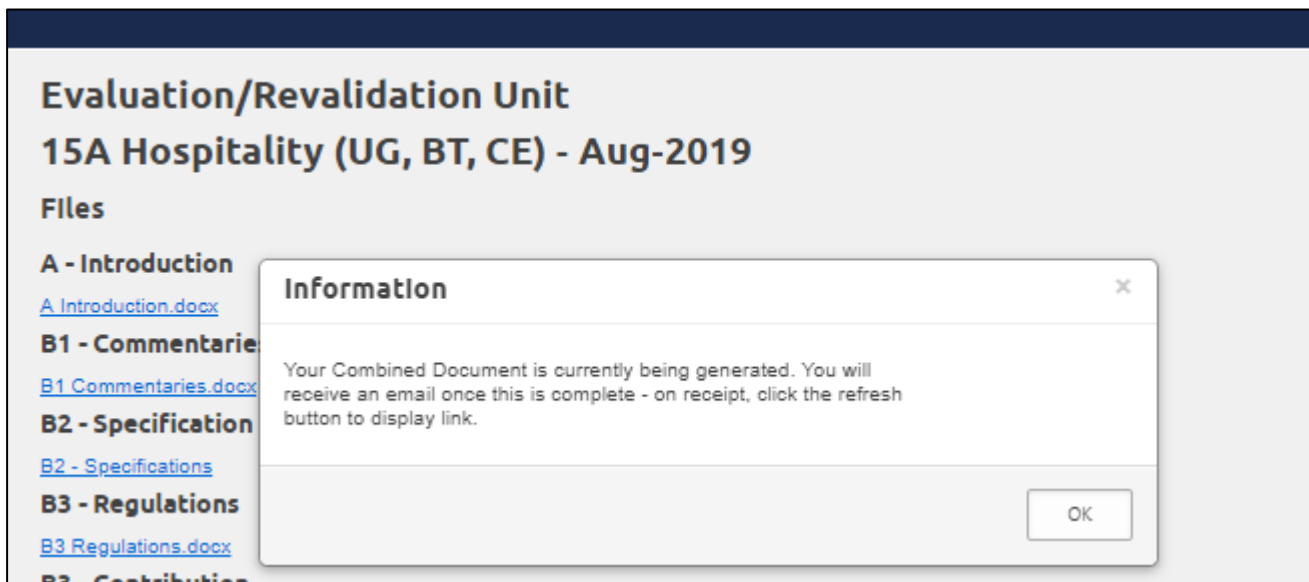 Evaluation/Revalidation Unit
15A Hospitality (UG, BT, CE) - Aug-2019
Files
A - Introduction
A Introduction.docx
Information
×
B1 - Commentarie
B1 Commentaries.docx
Your Combined Document is currently being generated. You will
receive an email once this is complete - on receipt, click the refresh
button to display link.
B2 - Specification
B2 - Specifications
B3 - Regulations
OK
B3 Regulations.docx
B3 - Contribution